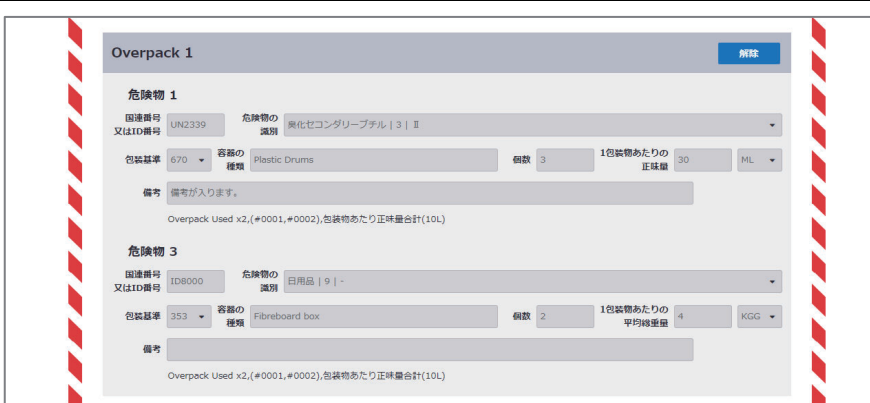 Overpack 1 解除
危険物 1
国連番号 又はID番号 UN2339 危険物の 識別 臭化セコンダリーブチル | 3 | Ⅱ
包装基準 670 容器の 種類 Plastic Drums 個数 3 1包装物あたりの 正味量 30 ML
備考 備考が入ります。
Overpack Used x2,(#0001,#0002),包装物あたり正味量合計(10L)
危険物 3
国連番号 又はID番号 ID8000 危険物の 識別 日用品 | 9 | -
包装基準 353 容器の 種類 Fibreboard box 個数 2 1包装物あたりの 平均総重量 4 KGG
備考
Overpack Used x2,(#0001,#0002),包装物あたり正味量合計(10L)